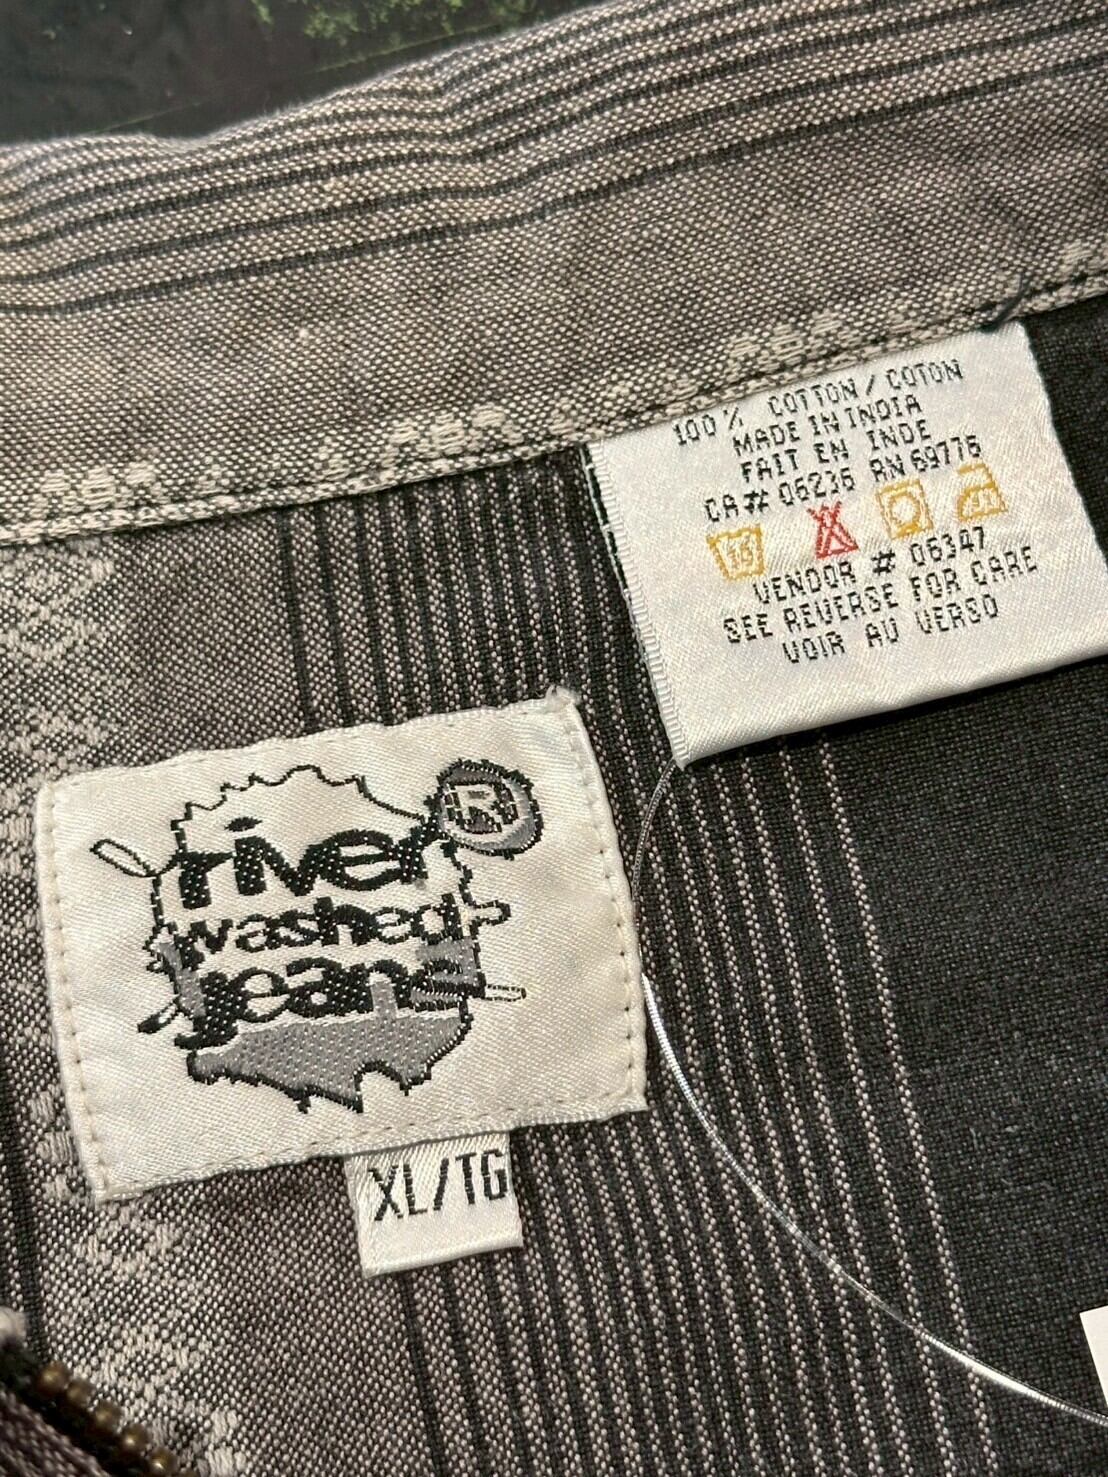 100% COTTON / COTON
MADE IN INDIA
FAIT EN INDE
CA# 06236 RN 69776
VENDOR # 06347
SEE REVERSE FOR CARE
VOIR AU VERSO
R
river
washed
jeans
XL/TG